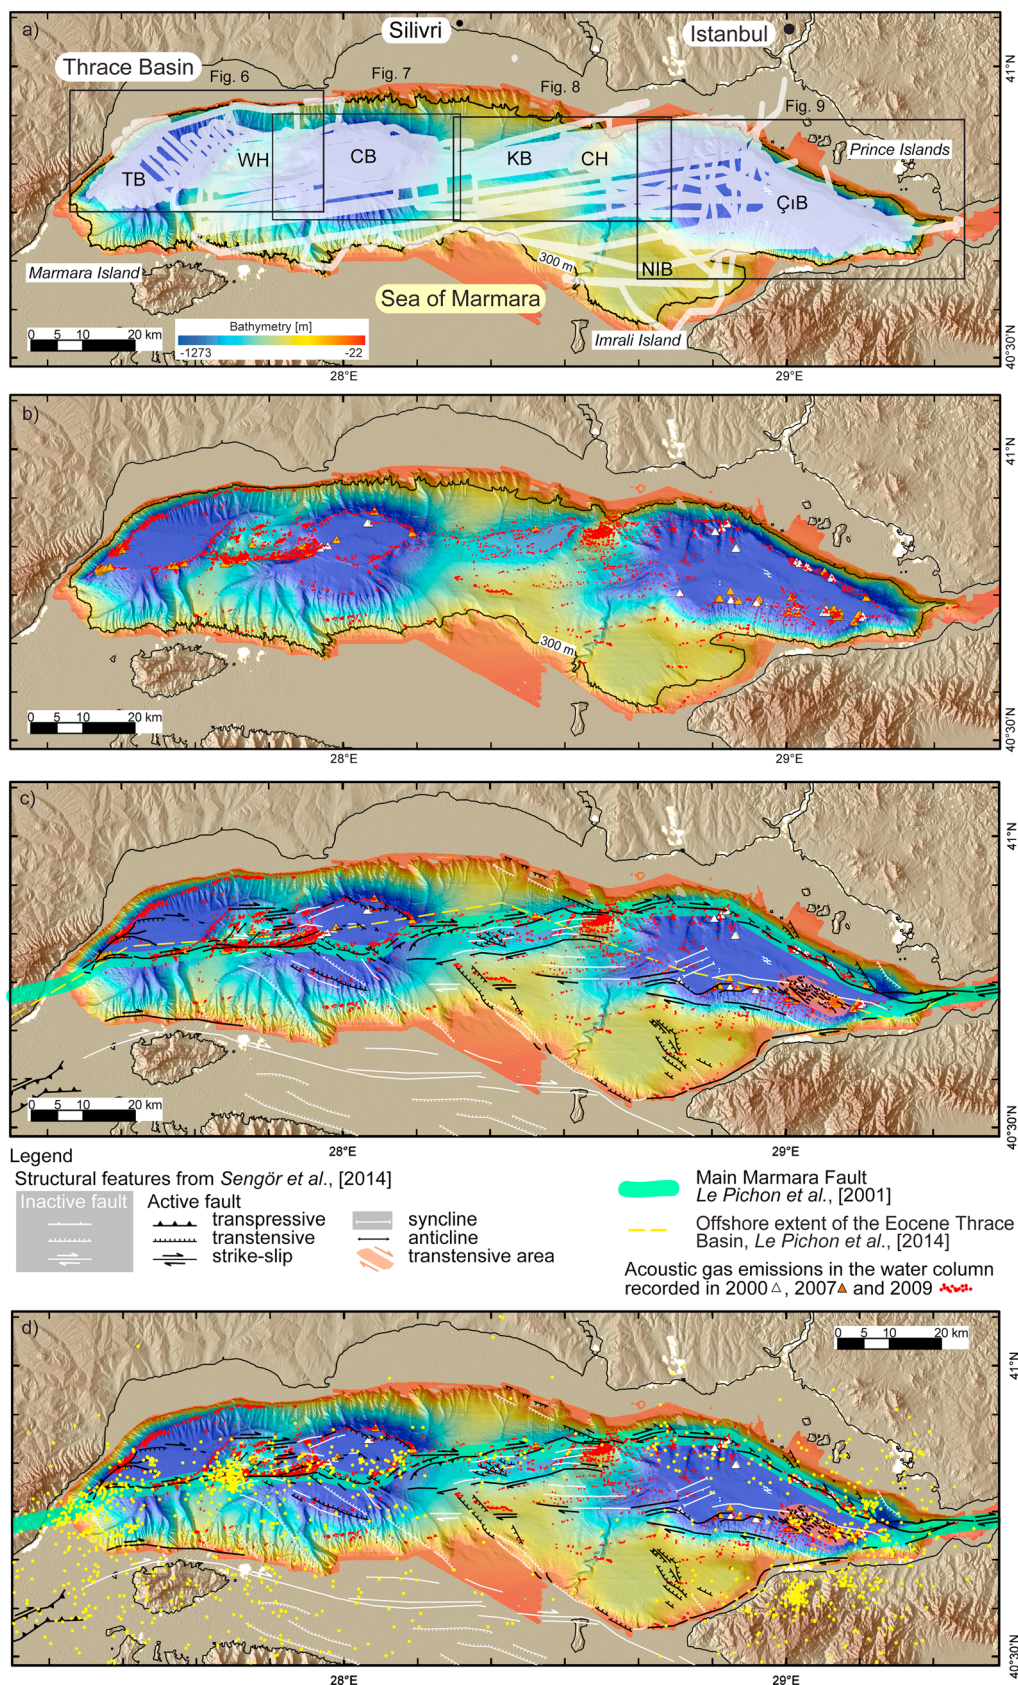 a)
Silivri
Istanbul
41°N
Thrace Basin
Fig. 6
Fig. 7
Fig. 8
Fig. 9
Prince Islands
WH
CB
KB
CH
TB
ÇıB
300 m
NIB
Marmara Island
Sea of Marmara
Imrali Island
0 5 10 20 km
Bathymetry [m]
-1273 -22
40°30'N
28°E 29°E
b)
41°N
300 m
0 5 10 20 km
40°30'N
28°E 29°E
c)
41°N
0 5 10 20 km
40°30'N
28°E 29°E
Legend
Structural features from Sengör et al., [2014]
Inactive fault
Active fault
transpressive
transtensive
strike-slip
syncline
anticline
transtensive area
Main Marmara Fault
Le Pichon et al., [2001]
Offshore extent of the Eocene Thrace
Basin, Le Pichon et al., [2014]
Acoustic gas emissions in the water column
recorded in 2000 , 2007 and 2009
d)
0 5 10 20 km
41°N
40°30'N
28°E 29°E